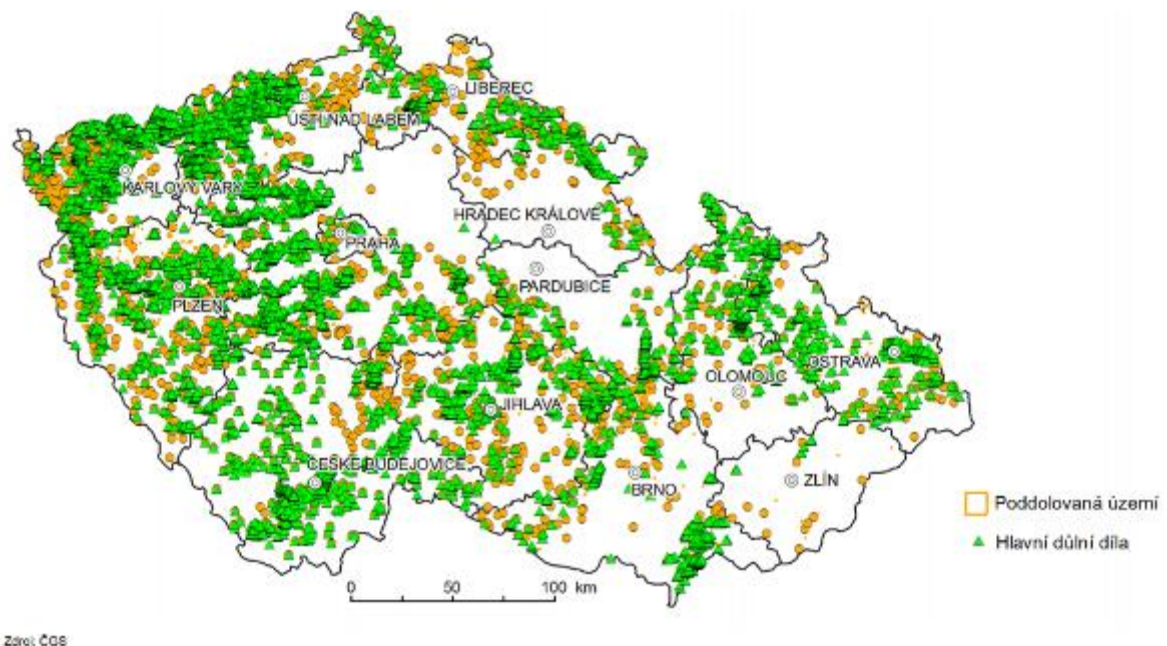 LIBEREC
ÚSTÍ NAD LABEM
KARLOVY VARY
HRADEC KRÁLOVÉ
PRAHA
PARDUBICE
PLZEŇ
OSTRAVA
OLOMOUC
JIHLAVA
ČESKÉ BUDĚJOVICE
BRNO
ZLÍN
Poddolovaná území
Hlavní důlní díla
0 50 100 km
Zdroj: ČGS